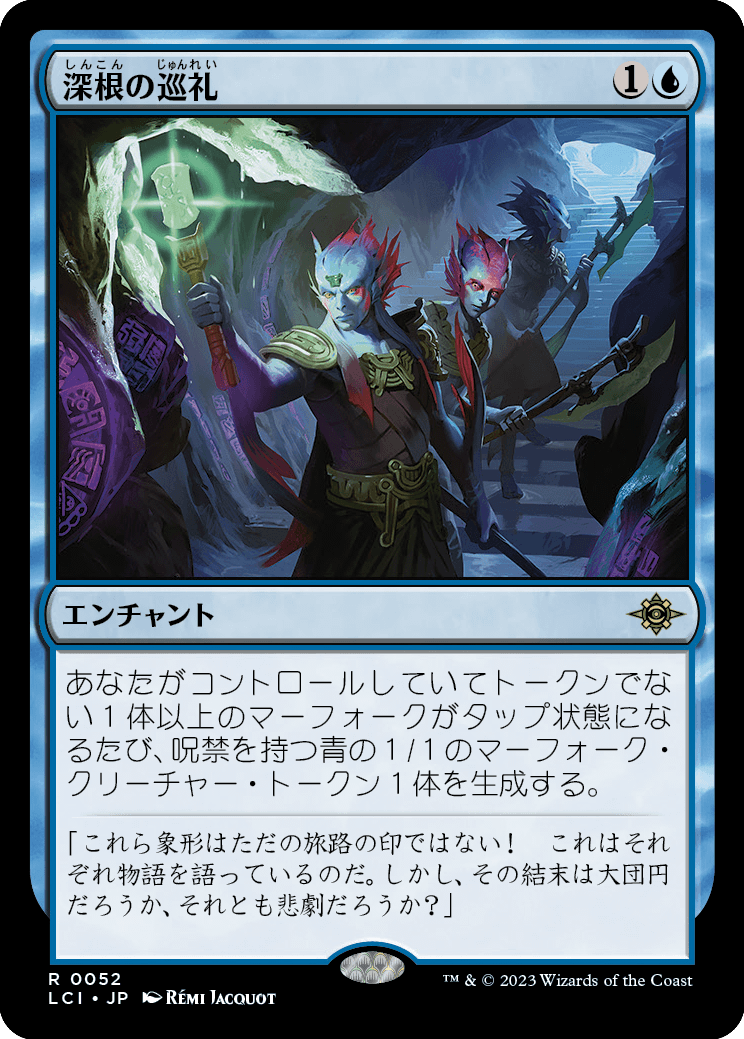 しんこん じゅんれい
深根の巡礼 1
エンチャント
あなたがコントロールしていてトークンでな
い1体以上のマーフォークがタップ状態にな
るたび、呪禁を持つ青の1/1のマーフォーク・
クリーチャー・トークン1体を生成する。
「これら象形はただの旅路の印ではない！　これはそれ
ぞれ物語を語っているのだ。しかし、その結末は大団円
だろうか、それとも悲劇だろうか？」
R 0052
LCI • JP Rémi Jacquot
™ & © 2023 Wizards of the Coast